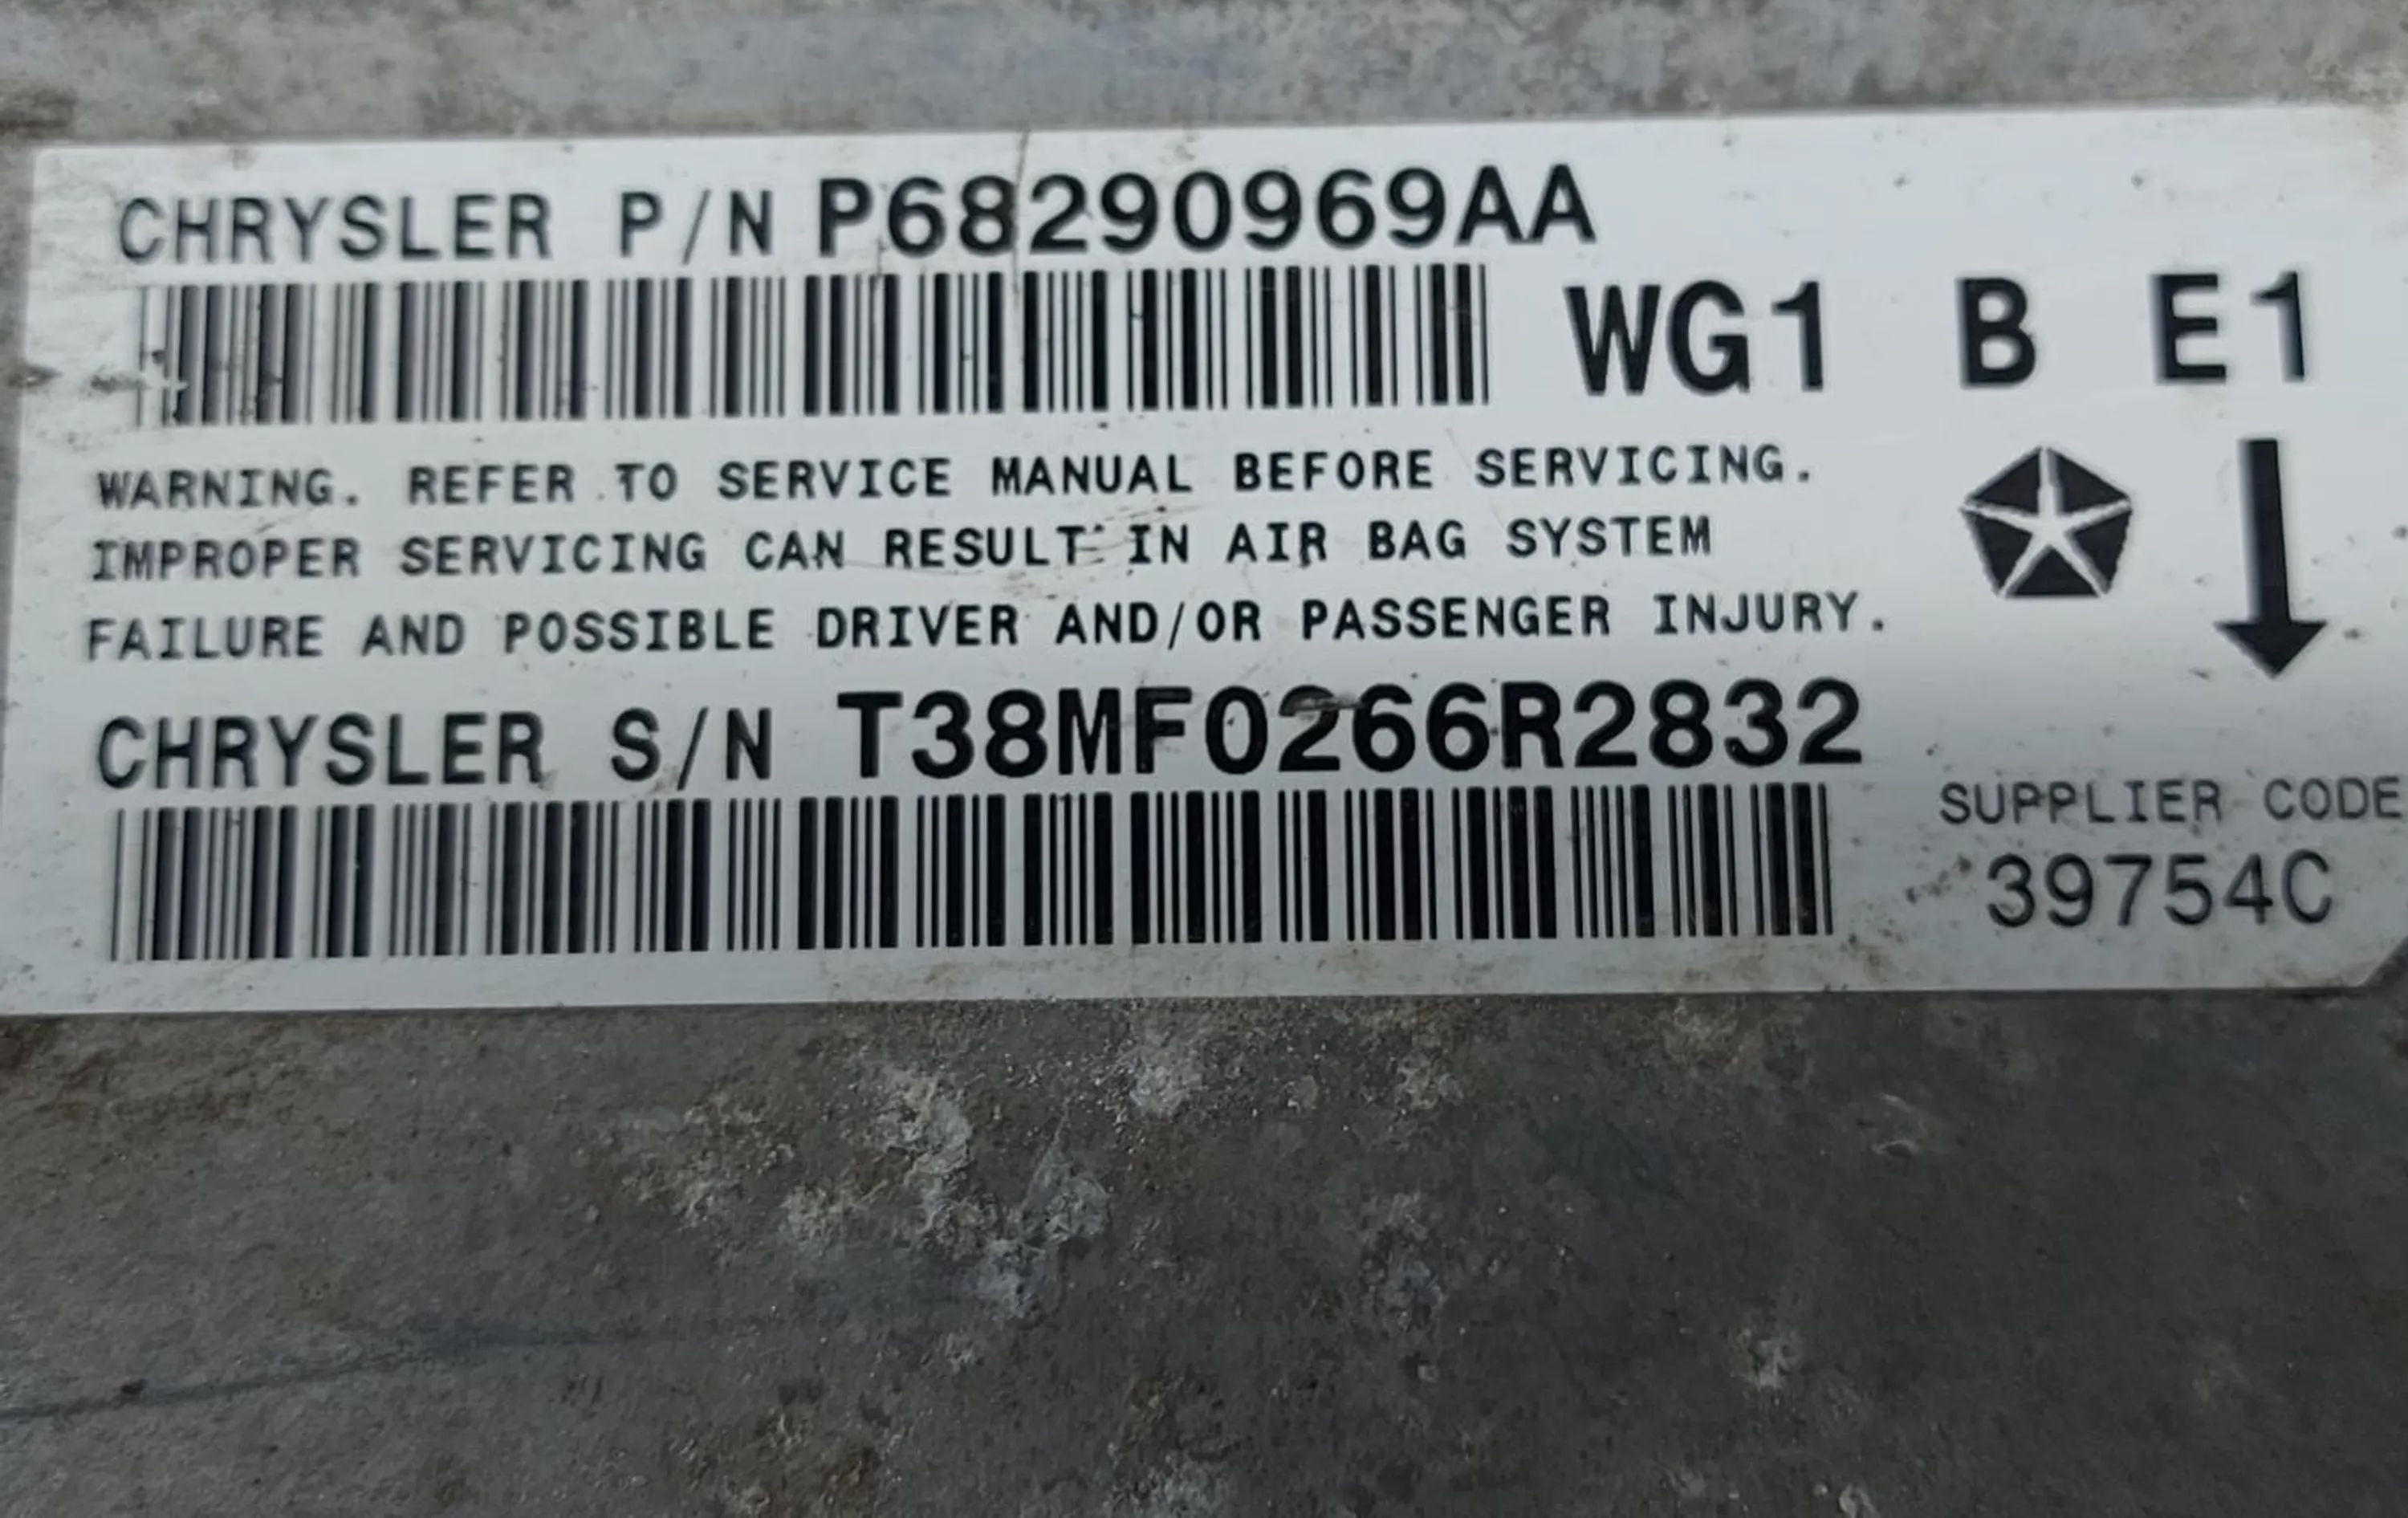 CHRYSLER P/N P68290969AA
WG1 B E1
WARNING. REFER TO SERVICE MANUAL BEFORE SERVICING.
IMPROPER SERVICING CAN RESULT IN AIR BAG SYSTEM
FAILURE AND POSSIBLE DRIVER AND/OR PASSENGER INJURY.
CHRYSLER S/N T38MF0266R2832
SUPPLIER CODE
39754C